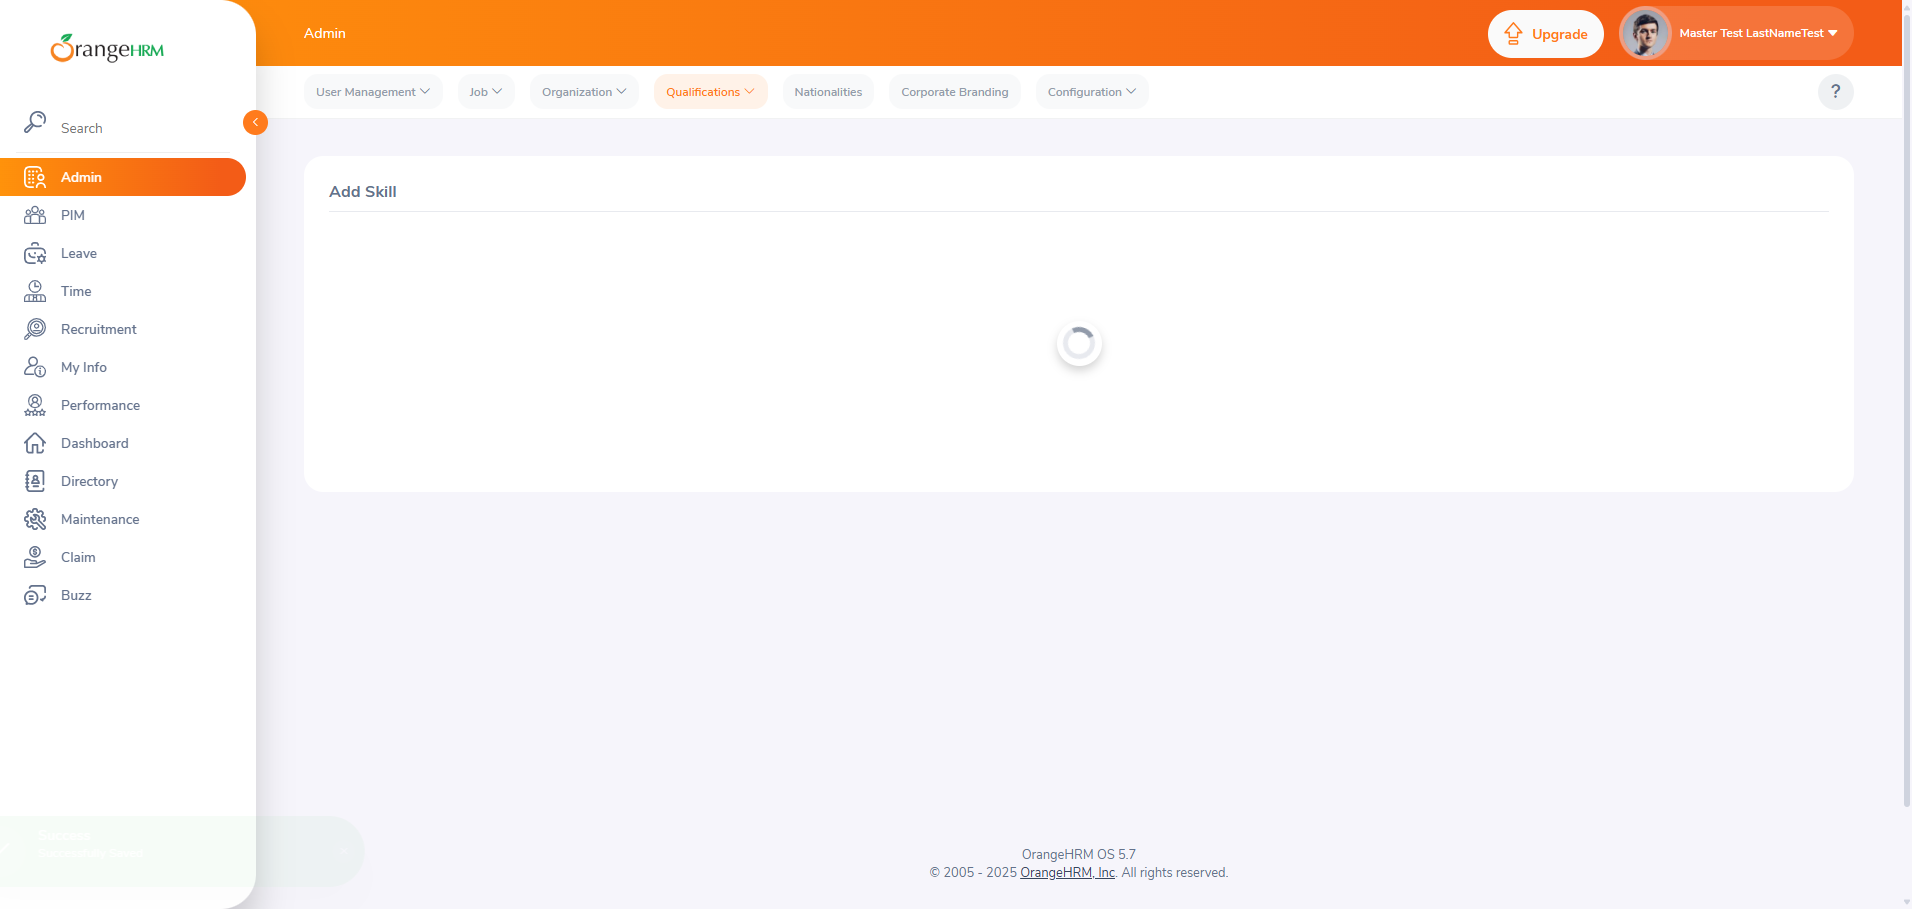 OrangeHRM
Admin
Upgrade
Master Test LastNameTest
User Management
Job
Organization
Qualifications
Nationalities
Corporate Branding
Configuration
?
Search
Admin
PIM
Leave
Time
Recruitment
My Info
Performance
Dashboard
Directory
Maintenance
Claim
Buzz
Add Skill
Success
Successfully Saved
OrangeHRM OS 5.7
© 2005 - 2025 OrangeHRM, Inc. All rights reserved.